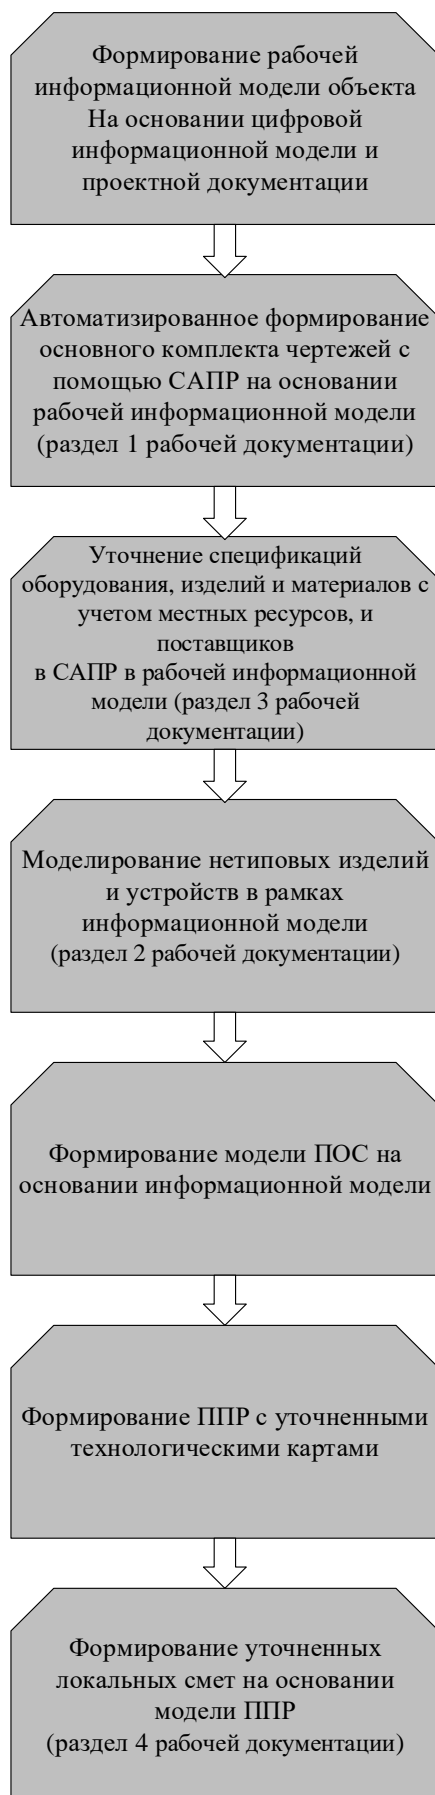 Формирование рабочей
информационной модели объекта
На основании цифровой
информационной модели и
проектной документации
Автоматизированное формирование
основного комплекта чертежей с
помощью САПР на основании
рабочей информационной модели
(раздел 1 рабочей документации)
Уточнение спецификаций
оборудования, изделий и материалов с
учетом местных ресурсов, и
поставщиков
в САПР в рабочей информационной
модели (раздел 3 рабочей
документации)
Моделирование нетиповых изделий
и устройств в рамках
информационной модели
(раздел 2 рабочей документации)
Формирование модели ПОС на
основании информационной модели
Формирование ППР с уточненными
технологическими картами
Формирование уточненных
локальных смет на основании
модели ППР
(раздел 4 рабочей документации)